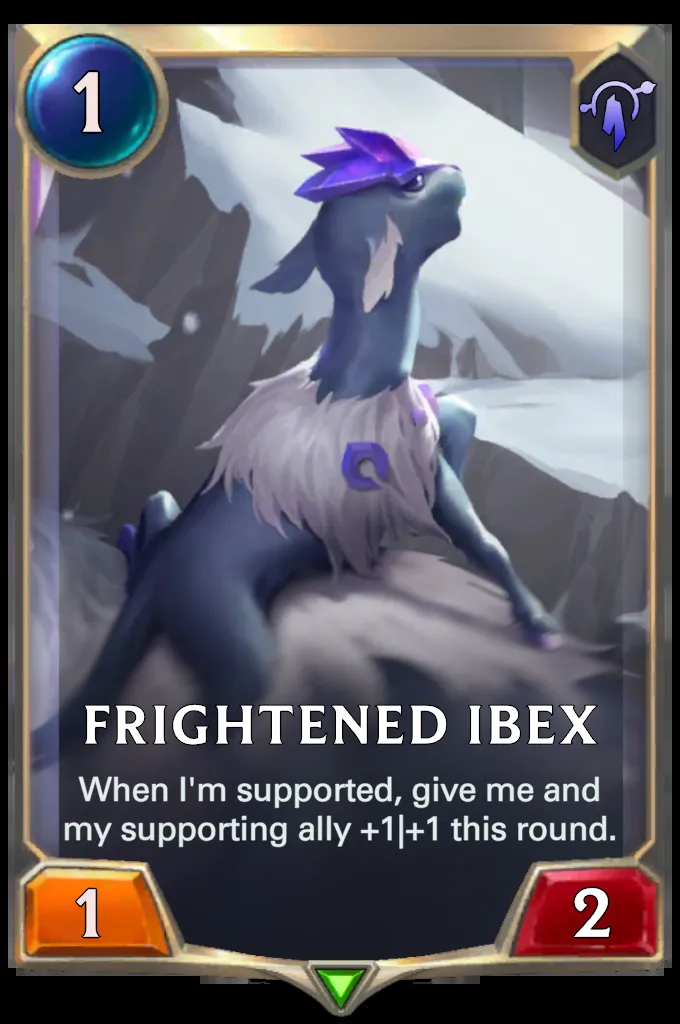 1
FRIGHTENED IBEX
When I'm supported, give me and
my supporting ally +1|+1 this round.
1
2